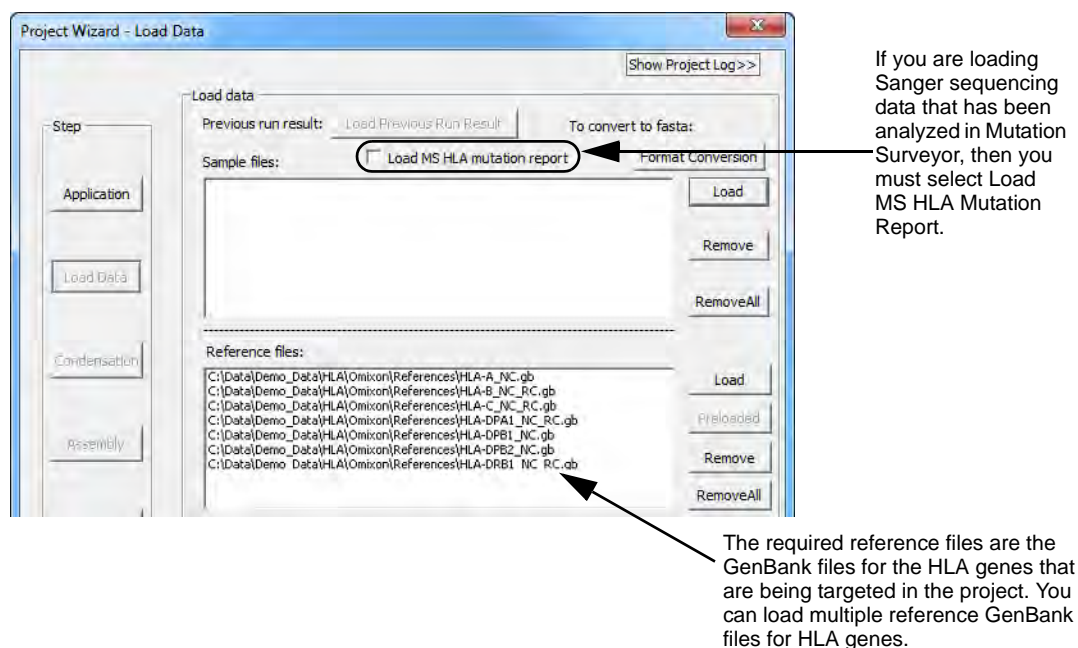 Project Wizard - Load Data
Show Project Log>>
Load data
Step
Previous run result:
Load Previous Run Result
To convert to fasta:
Sample files:
Load MS HLA mutation report
Format Conversion
Application
Load
Remove
Load Data
RemoveAll
Reference files:
Condensation
C:\Data\Demo_Data\HLA\Omixon\References\HLA-A_NC.gb
C:\Data\Demo_Data\HLA\Omixon\References\HLA-B_NC_RC.gb
C:\Data\Demo_Data\HLA\Omixon\References\HLA-C_NC_RC.gb
C:\Data\Demo_Data\HLA\Omixon\References\HLA-DPA1_NC_RC.gb
C:\Data\Demo_Data\HLA\Omixon\References\HLA-DPB1_NC.gb
C:\Data\Demo_Data\HLA\Omixon\References\HLA-DPB2_NC.gb
C:\Data\Demo_Data\HLA\Omixon\References\HLA-DRB1_NC_RC.gb
Load
Preloaded
Assembly
Remove
RemoveAll
If you are loading
Sanger sequencing
data that has been
analyzed in Mutation
Surveyor, then you
must select Load
MS HLA Mutation
Report.
The required reference files are the
GenBank files for the HLA genes that
are being targeted in the project. You
can load multiple reference GenBank
files for HLA genes.